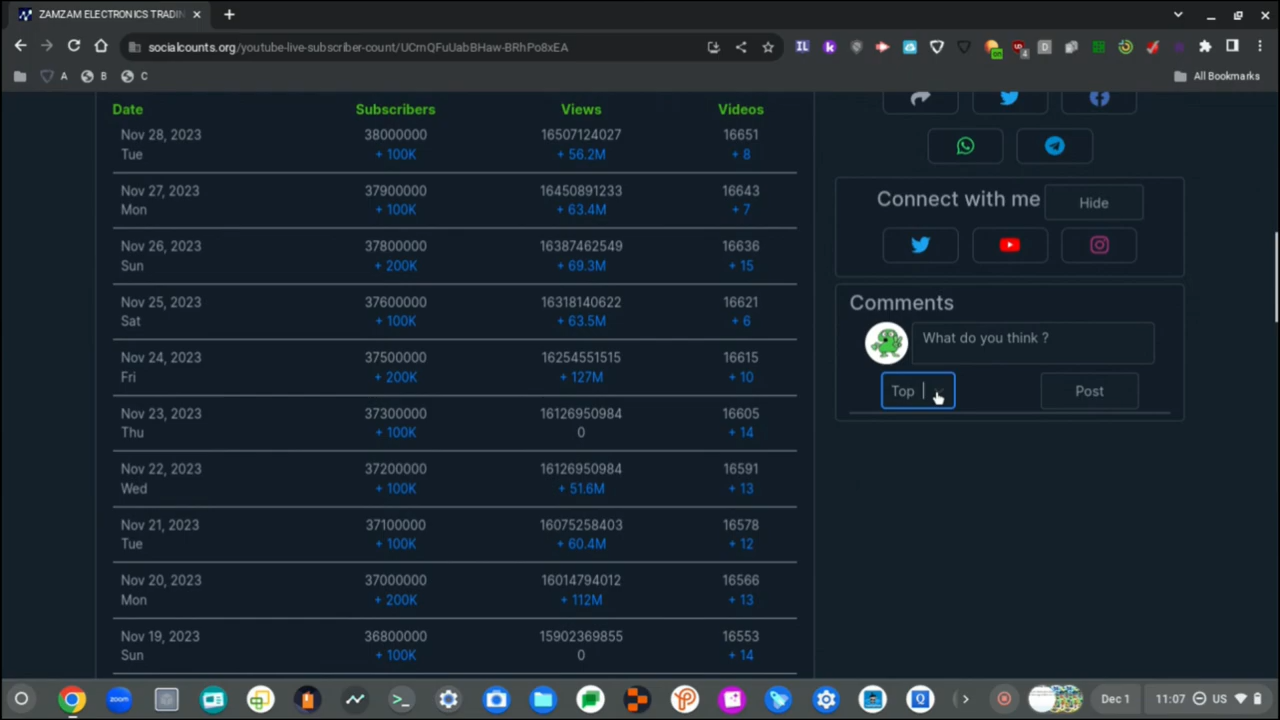 ZAMZAM ELECTRONICS TRADIN
socialcounts.org/youtube-live-subscriber-count/UCmQFuUabBHaw-BRhPo8xEA
A B C All Bookmarks
Date Subscribers Views Videos
Nov 28, 2023 38000000 16507124027 16651
Tue + 100K + 56.2M + 8
Nov 27, 2023 37900000 16450891233 16643
Mon + 100K + 63.4M + 7
Nov 26, 2023 37800000 16387462549 16636
Sun + 200K + 69.3M + 15
Nov 25, 2023 37600000 16318140622 16621
Sat + 100K + 63.5M + 6
Nov 24, 2023 37500000 16254551515 16615
Fri + 200K + 127M + 10
Nov 23, 2023 37300000 16126950984 16605
Thu + 100K 0 + 14
Nov 22, 2023 37200000 16126950984 16591
Wed + 100K + 51.6M + 13
Nov 21, 2023 37100000 16075258403 16578
Tue + 100K + 60.4M + 12
Nov 20, 2023 37000000 16014794012 16566
Mon + 200K + 112M + 13
Nov 19, 2023 36800000 15902369855 16553
Sun + 100K 0 + 14
Connect with me Hide
Comments
What do you think ?
Top Post
zoom
Dec 1 11:07 US